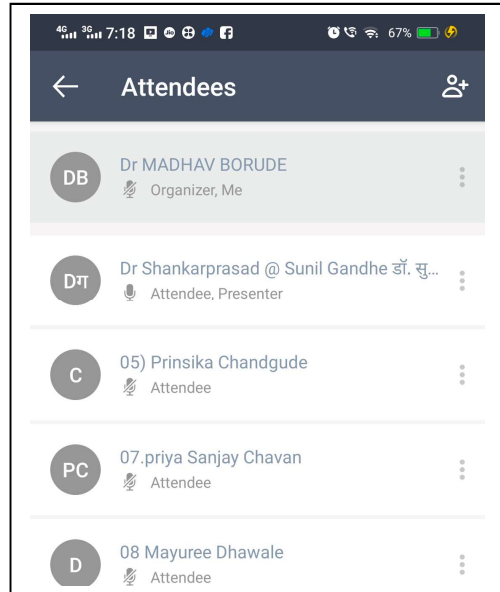 4G 3G 7:18 67%
Attendees
DB
Dr MADHAV BORUDE
Organizer, Me
Dग
Dr Shankarprasad @ Sunil Gandhe डॉ. सु...
Attendee, Presenter
C
05) Prinsika Chandgude
Attendee
PC
07.priya Sanjay Chavan
Attendee
D
08 Mayuree Dhawale
Attendee